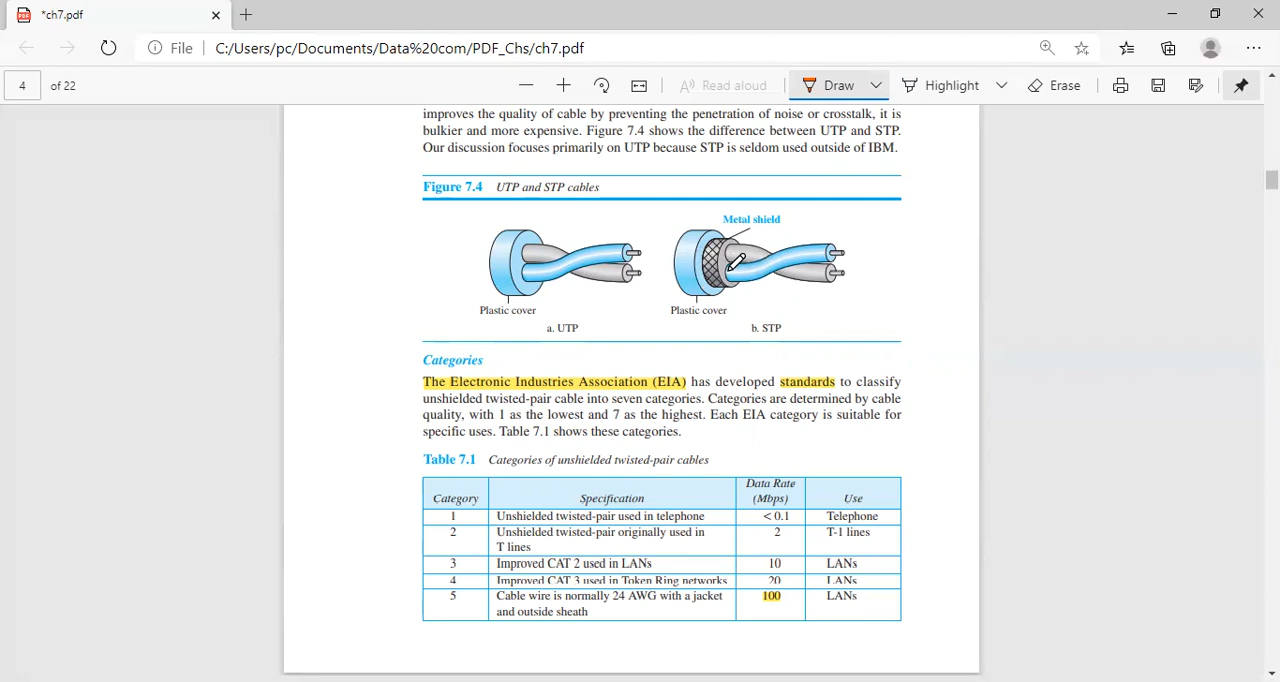 *ch7.pdf
File C:/Users/pc/Documents/Data%20com/PDF_Chs/ch7.pdf
4 of 22 Read aloud Draw Highlight Erase
improves the quality of cable by preventing the penetration of noise or crosstalk, it is
bulkier and more expensive. Figure 7.4 shows the difference between UTP and STP.
Our discussion focuses primarily on UTP because STP is seldom used outside of IBM.
Figure 7.4 UTP and STP cables
Metal shield
Plastic cover Plastic cover
a. UTP b. STP
Categories
The Electronic Industries Association (EIA) has developed standards to classify
unshielded twisted-pair cable into seven categories. Categories are determined by cable
quality, with 1 as the lowest and 7 as the highest. Each EIA category is suitable for
specific uses. Table 7.1 shows these categories.
Table 7.1 Categories of unshielded twisted-pair cables
Data Rate
Category Specification (Mbps) Use
1 Unshielded twisted-pair used in telephone < 0.1 Telephone
2 Unshielded twisted-pair originally used in 2 T-1 lines
T lines
3 Improved CAT 2 used in LANs 10 LANs
4 Improved CAT 3 used in Token Ring networks 20 LANs
5 Cable wire is normally 24 AWG with a jacket 100 LANs
and outside sheath